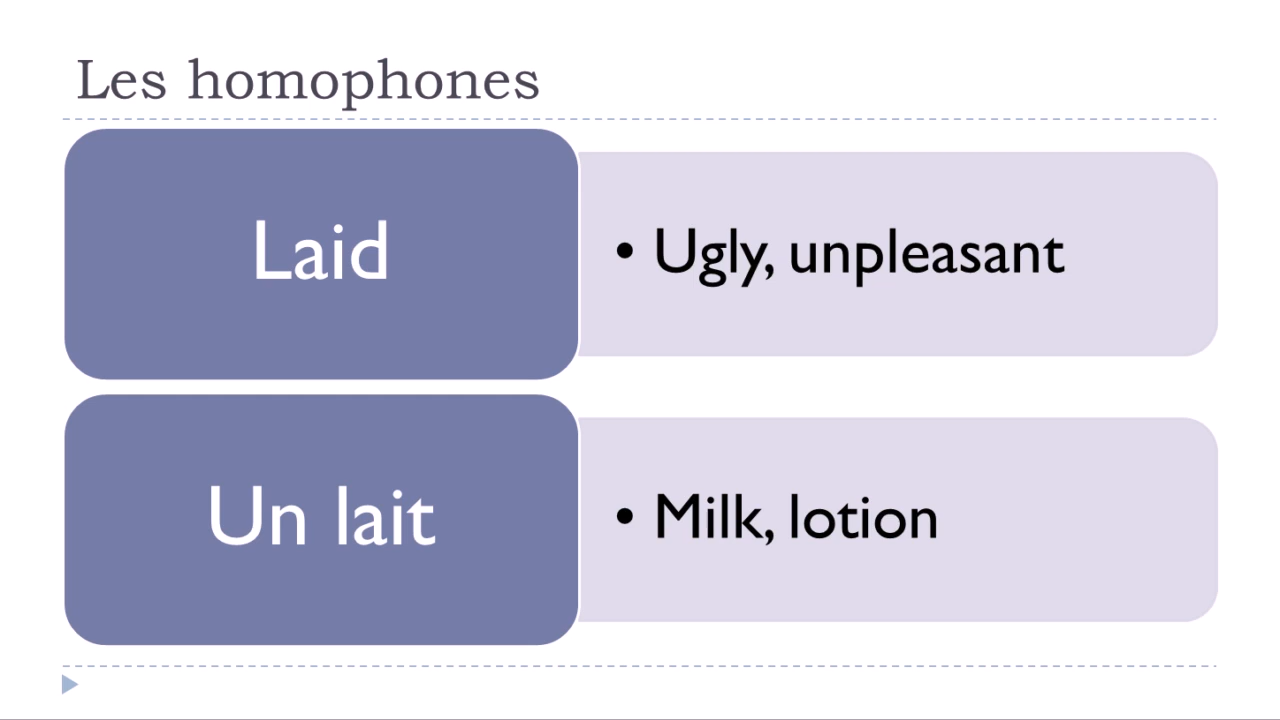 Les homophones
Laid
• Ugly, unpleasant
Un lait
• Milk, lotion